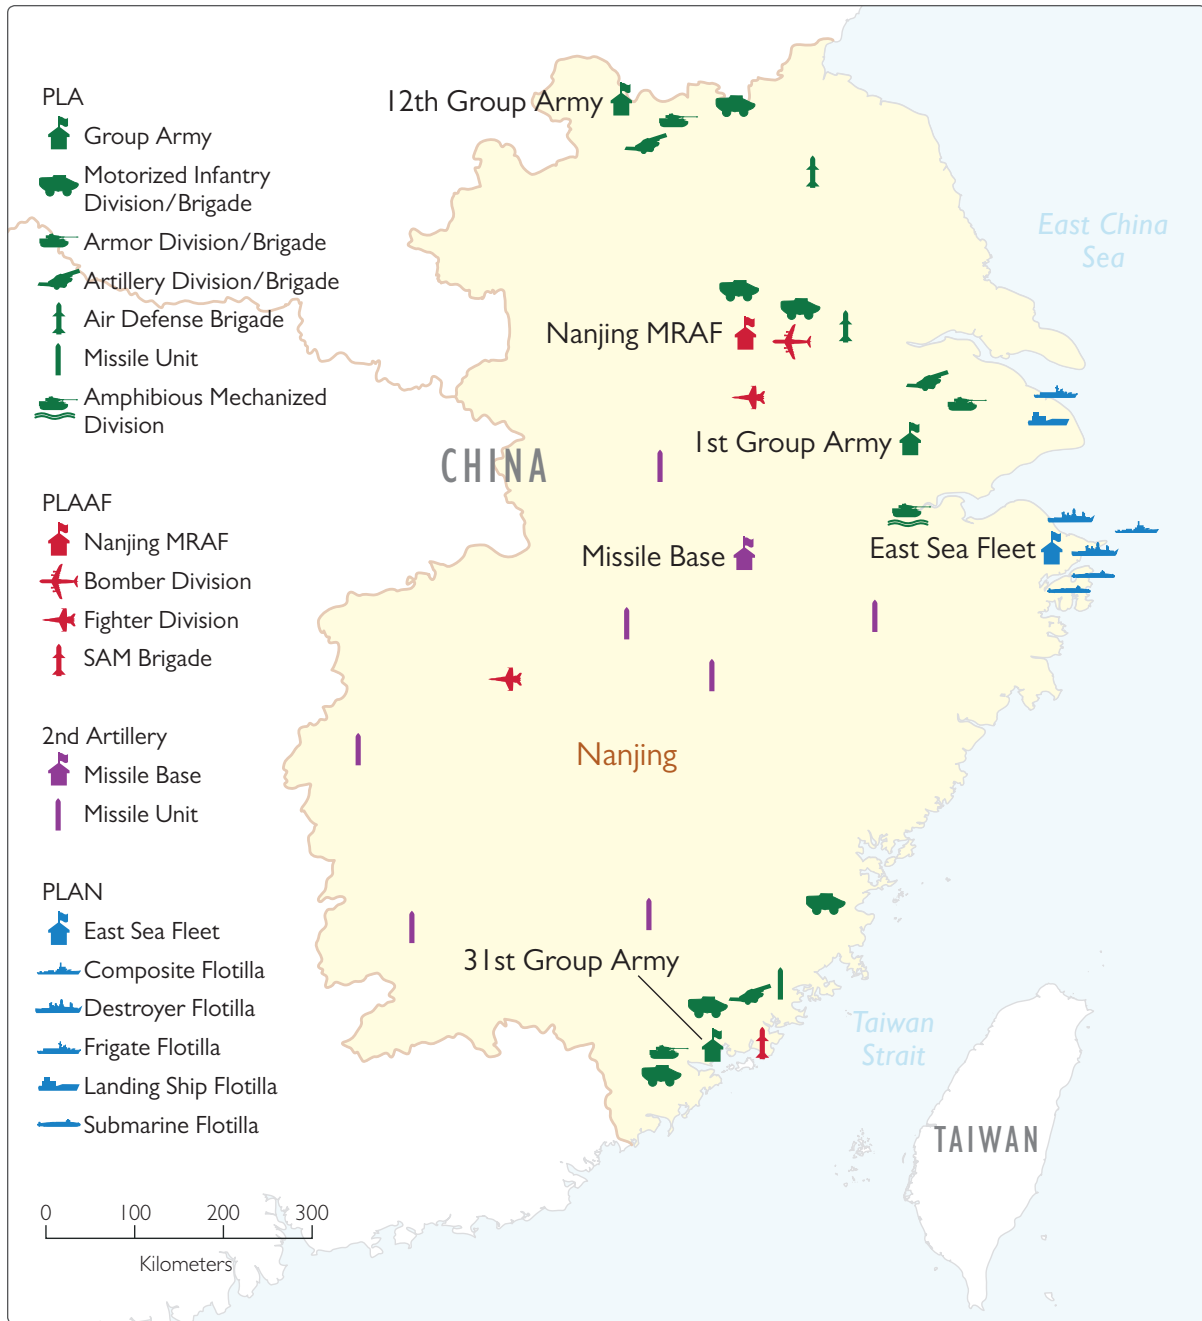 PLA
Group Army
Motorized Infantry
Division/Brigade
Armor Division/Brigade
Artillery Division/Brigade
Air Defense Brigade
Missile Unit
Amphibious Mechanized
Division
PLAAF
Nanjing MRAF
Bomber Division
Fighter Division
SAM Brigade
2nd Artillery
Missile Base
Missile Unit
PLAN
East Sea Fleet
Composite Flotilla
Destroyer Flotilla
Frigate Flotilla
Landing Ship Flotilla
Submarine Flotilla
0 100 200 300
Kilometers
12th Group Army
East China
Sea
Nanjing MRAF
1st Group Army
CHINA
Missile Base
East Sea Fleet
Nanjing
31st Group Army
Taiwan
Strait
TAIWAN